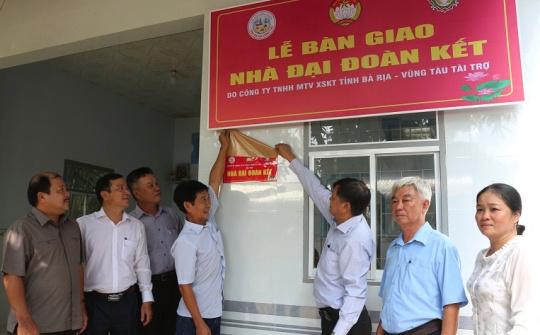 LỄ BÀN GIAO
NHÀ ĐẠI ĐOÀN KẾT
DO CÔNG TY TNHH MTV XSKT TỈNH BÀ RỊA - VŨNG TÀU TÀI TRỢ
NHÀ ĐẠI ĐOÀN KẾT